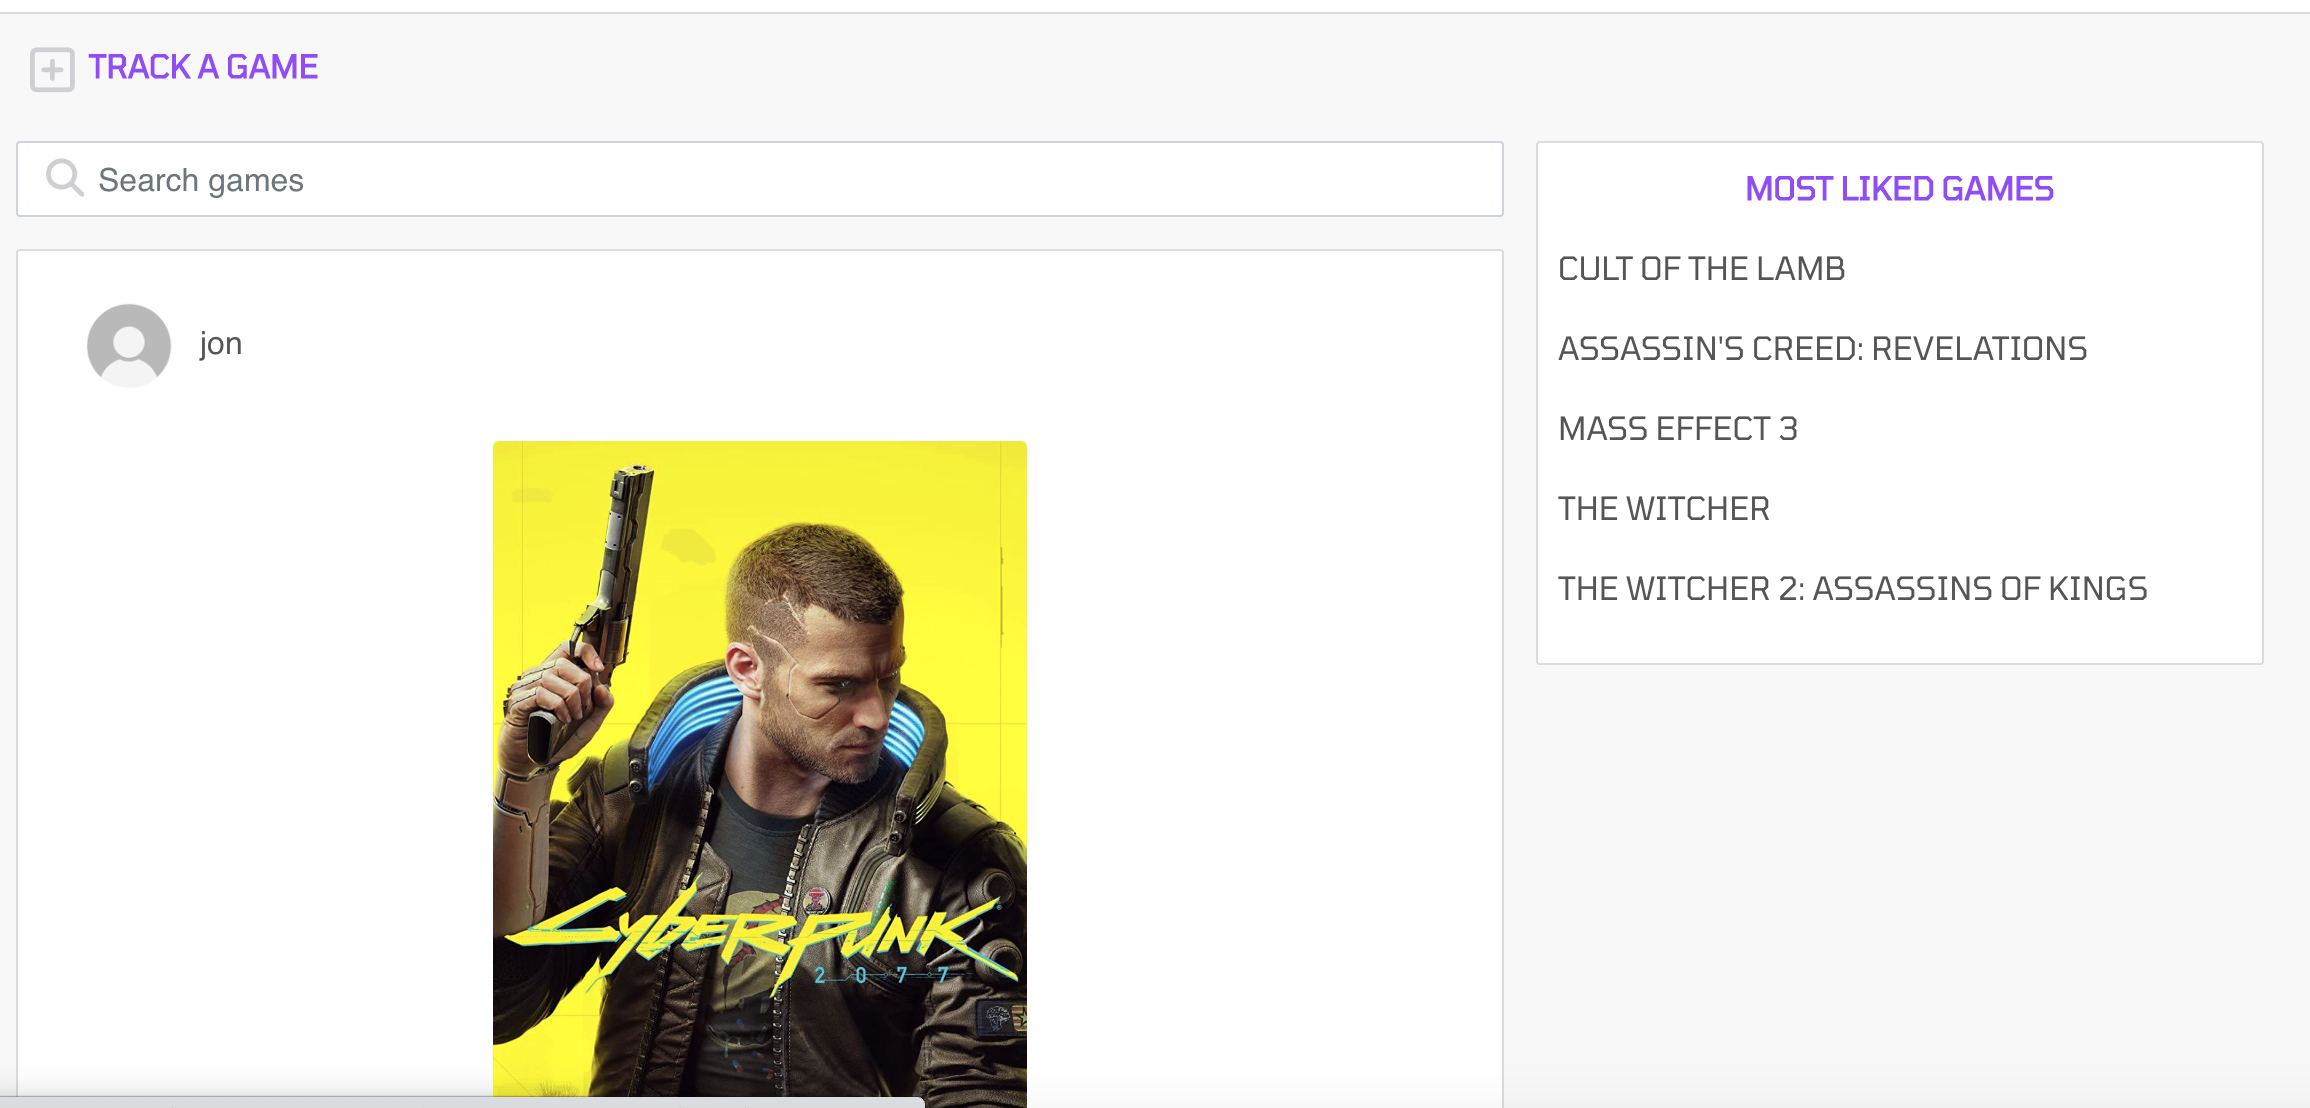 TRACK A GAME
Search games
jon
CYBERPUNK
2077
MOST LIKED GAMES
CULT OF THE LAMB
ASSASSIN'S CREED: REVELATIONS
MASS EFFECT 3
THE WITCHER
THE WITCHER 2: ASSASSINS OF KINGS